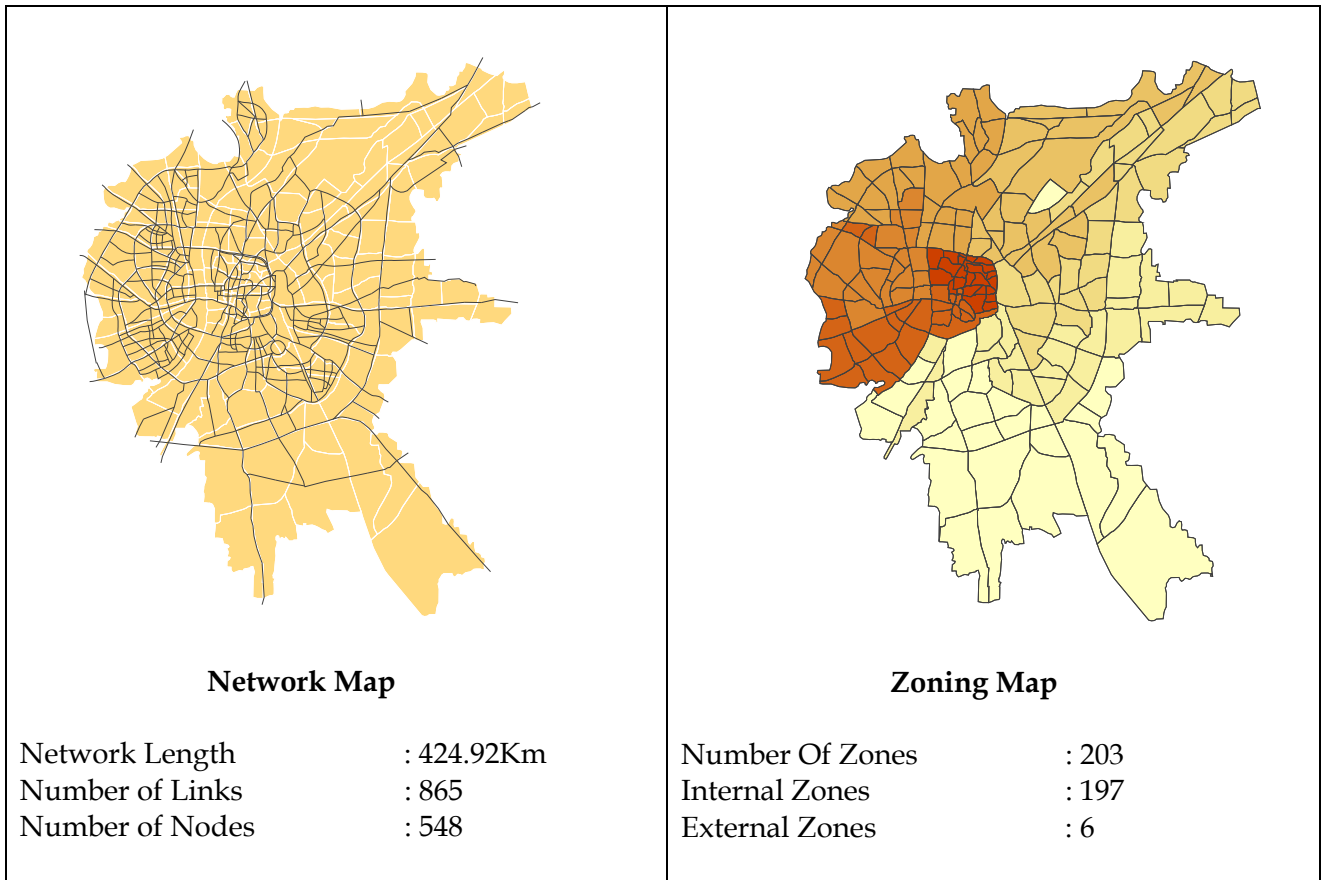 Network Map
Network Length : 424.92Km
Number of Links : 865
Number of Nodes : 548
Zoning Map
Number Of Zones : 203
Internal Zones : 197
External Zones : 6